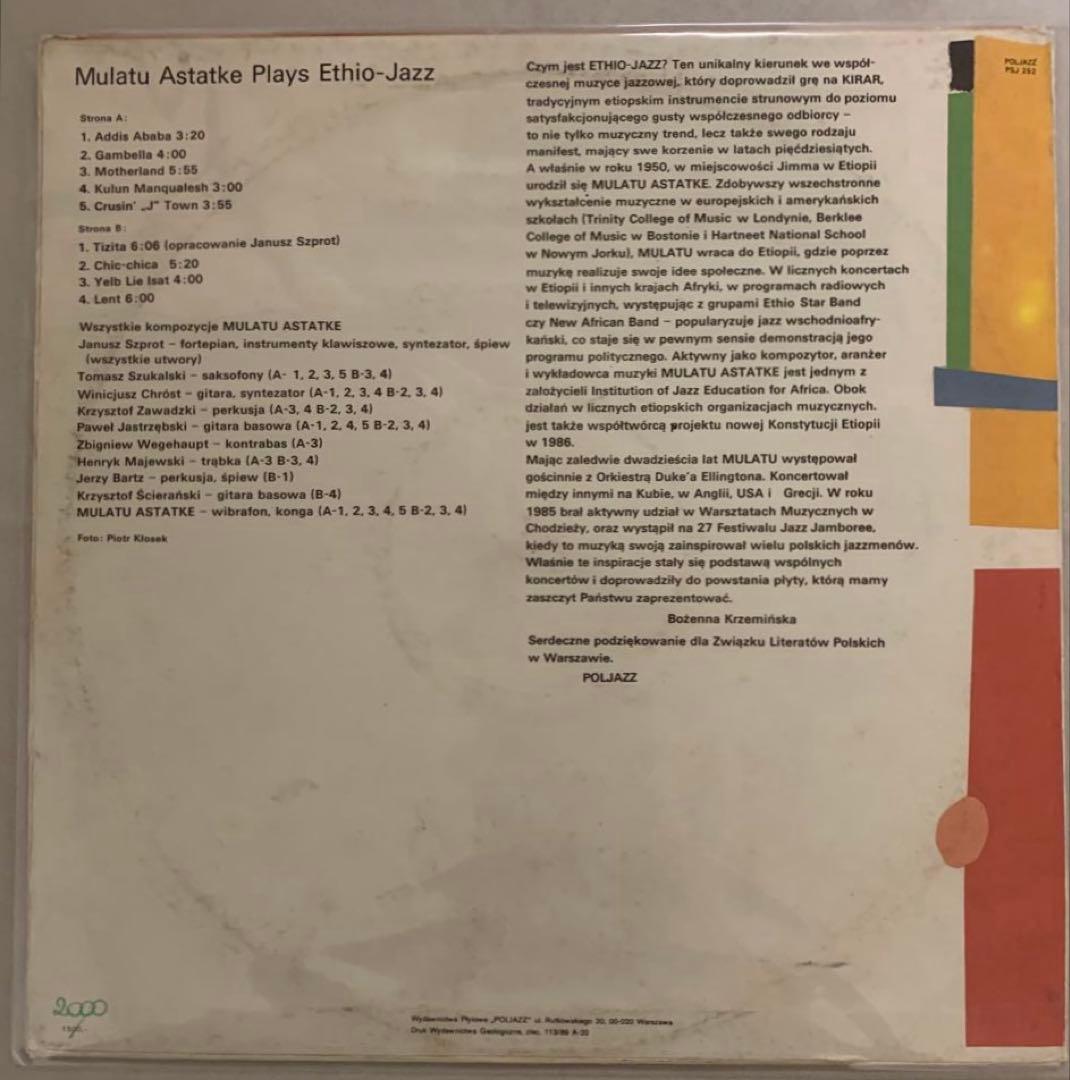 Mulatu Astatke Plays Ethio-Jazz
Strona A:
1. Addis Ababa 3:20
2. Gambella 4:00
3. Motherland 5:55
4. Kulun Manqualesh 3:00
5. Crusin' „J" Town 3:55
Strona B:
1. Tizita 6:06 (opracowanie Janusz Szprot)
2. Chic-chica 5:20
3. Yelb Lie Isat 4:00
4. Lent 6:00
Wszystkie kompozycje MULATU ASTATKE
Janusz Szprot – fortepian, instrumenty klawiszowe, syntezator, śpiew
(wszystkie utwory)
Tomasz Szukalski – saksofony (A- 1, 2, 3, 5 B-3, 4)
Winicjusz Chróst – gitara, syntezator (A-1, 2, 3, 4 B-2, 3, 4)
Krzysztof Zawadzki – perkusja (A-3, 4 B-2, 3, 4)
Paweł Jastrzębski – gitara basowa (A-1, 2, 4, 5 B-2, 3, 4)
Zbigniew Wegehaupt – kontrabas (A-3)
Henryk Majewski – trąbka (A-3 B-3, 4)
Jerzy Bartz – perkusja, śpiew (B-1)
Krzysztof Ścierański – gitara basowa (B-4)
MULATU ASTATKE – wibrafon, konga (A-1, 2, 3, 4, 5 B-2, 3, 4)
Foto: Piotr Kłosek
Czym jest ETHIO-JAZZ? Ten unikalny kierunek we współ-
czesnej muzyce jazzowej, który doprowadził grę na KIRAR,
tradycyjnym etiopskim instrumencie strunowym do poziomu
satysfakcjonującego gusty współczesnego odbiorcy –
to nie tylko muzyczny trend, lecz także swego rodzaju
manifest, mający swe korzenie w latach pięćdziesiątych.
A właśnie w roku 1950, w miejscowości Jimma w Etiopii
urodził się MULATU ASTATKE. Zdobywszy wszechstronne
wykształcenie muzyczne w europejskich i amerykańskich
szkołach (Trinity College of Music w Londynie, Berklee
College of Music w Bostonie i Hartneet National School
w Nowym Jorku), MULATU wraca do Etiopii, gdzie poprzez
muzykę realizuje swoje idee społeczne. W licznych koncertach
w Etiopii i innych krajach Afryki, w programach radiowych
i telewizyjnych, występując z grupami Ethio Star Band
czy New African Band – popularyzuje jazz wschodnioafry-
kański, co staje się w pewnym sensie demonstracją jego
programu politycznego. Aktywny jako kompozytor, aranżer
i wykładowca muzyki MULATU ASTATKE jest jednym z
założycieli Institution of Jazz Education for Africa. Obok
działań w licznych etiopskich organizacjach muzycznych.
jest także współtwórcą projektu nowej Konstytucji Etiopii
w 1986.
Mając zaledwie dwadzieścia lat MULATU występował
gościnnie z Orkiestrą Duke'a Ellingtona. Koncertował
między innymi na Kubie, w Anglii, USA i Grecji. W roku
1985 brał aktywny udział w Warsztatach Muzycznych w
Chodzieży, oraz wystąpił na 27 Festiwalu Jazz Jamboree,
kiedy to muzyką swoją zainspirował wielu polskich jazzmenów.
Właśnie te inspiracje stały się podstawą wspólnych
koncertów i doprowadziły do powstania płyty, którą mamy
zaszczyt Państwu zaprezentować.
Bożenna Krzemińska
Serdeczne podziękowanie dla Związku Literatów Polskich
w Warszawie.
POLJAZZ
POLJAZZ
PSJ 252
2000
Wydawnictwa Płytowe „POLJAZZ" ul. Rutkowskiego 20, 00-020 Warszawa
Druk Wydawnictwa Geologiczne, zlec. 113/89 A-20